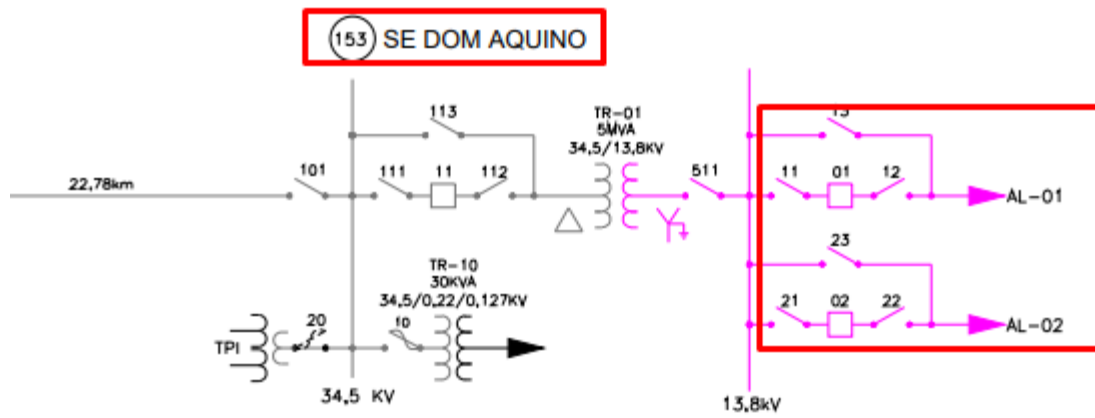 153 SE DOM AQUINO
113
TR-01
5MVA
34,5/13,8KV
13
22,78km
101
111
11
112
511
11
01
12
AL-01
23
TR-10
30KVA
34,5/0,22/0,127KV
21
02
22
AL-02
TPI
20
f0
34,5 KV
13,8kV